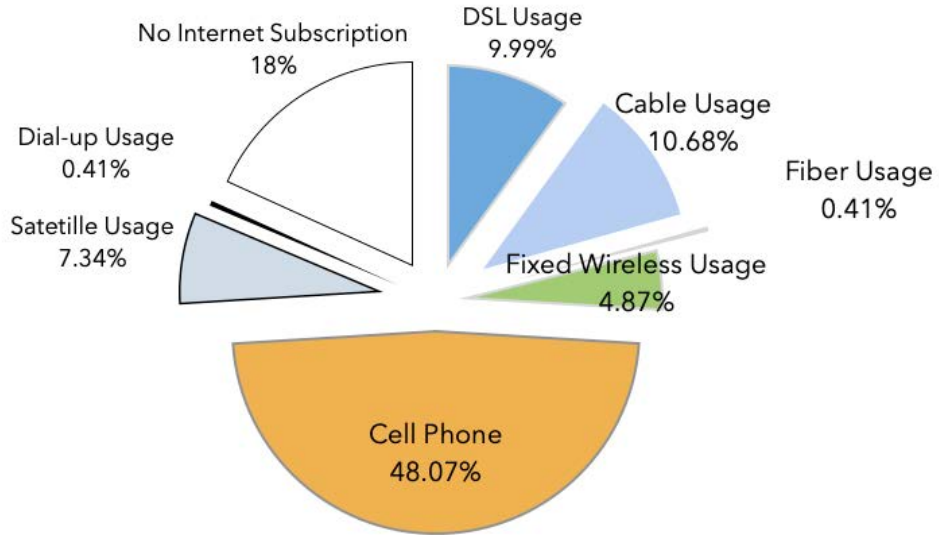 DSL Usage
9.99%
No Internet Subscription
18%
Cable Usage
10.68%
Dial-up Usage
0.41%
Fiber Usage
0.41%
Satetille Usage
7.34%
Fixed Wireless Usage
4.87%
Cell Phone
48.07%